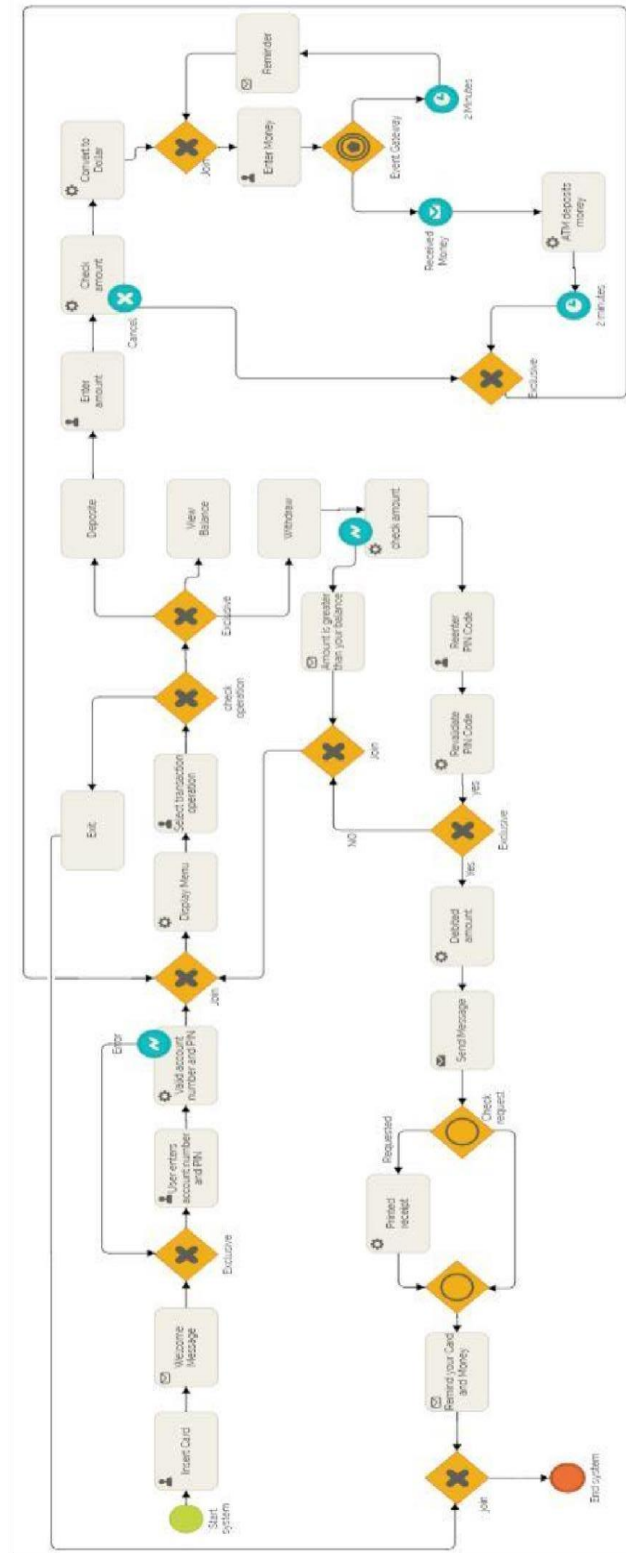 Start
system
Insert Card
Welcome
Message
Exclusive
User enters
account number
and PIN
Error
Valid account
number and PIN
Join
Display Menu
Select transaction
operation
Exit
check
operation
Exclusive
Deposite
View
Balance
Withdraw
Enter
amount
Check
amount
Cancel
Convert to
Dollar
Join
Reminder
Enter Money
Event Gateway
2 Minutes
Received
Money
ATM deposits
money
2 minutes
Exclusive
check amount
Amount is greater
than your balance
Join
Reenter
PIN Code
Revalidate
PIN Code
yes
NO
Exclusive
Yes
Debited
amount
Send Message
Check
request
Requested
Printed
receipt
Remind your Card
and Money
join
End system